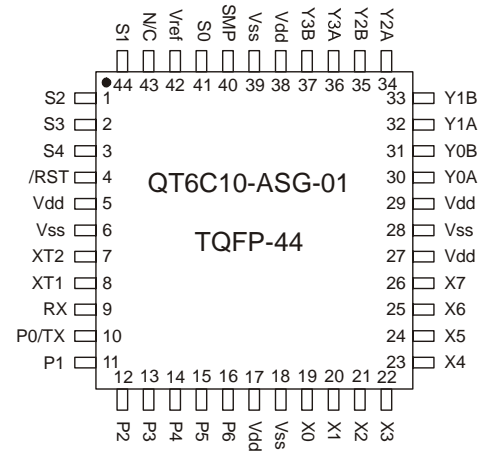 S1 N/C Vref S0 SMP Vss Vdd Y3B Y3A Y2B Y2A
44 43 42 41 40 39 38 37 36 35 34
S2 1 33 Y1B
S3 2 32 Y1A
S4 3 31 Y0B
/RST 4 30 Y0A
Vdd 5 29 Vdd
Vss 6 28 Vss
XT2 7 27 Vdd
XT1 8 26 X7
RX 9 25 X6
P0/TX 10 24 X5
P1 11 23 X4
QT6C10-ASG-01
TQFP-44
12 13 14 15 16 17 18 19 20 21 22
P2 P3 P4 P5 P6 Vdd Vss X0 X1 X2 X3